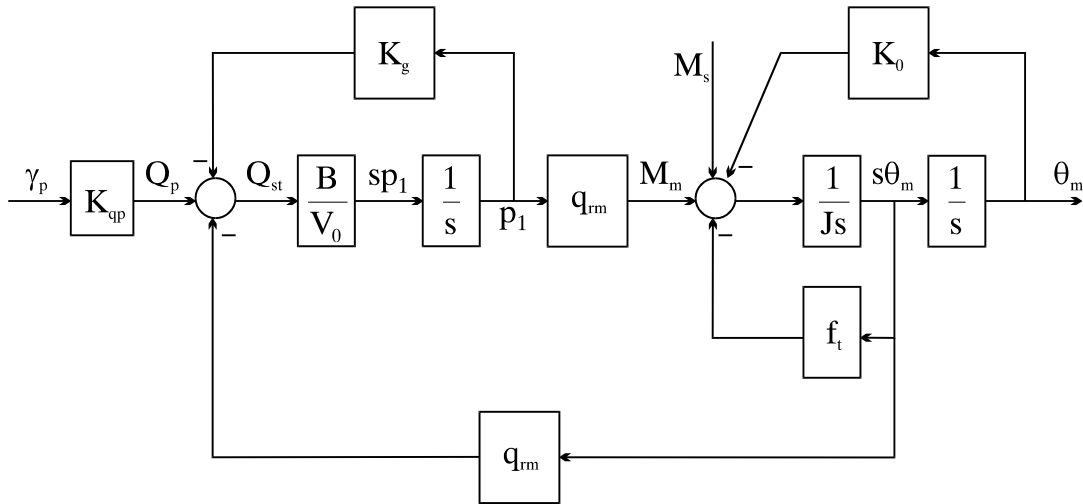 K_g
K_0
M_s
−
−
γ_p
K_qp
Q_p
Q_st
B
V_0
sp_1
1
s
p_1
q_rm
M_m
1
Js
sθ_m
1
s
θ_m
−
−
f_t
q_rm